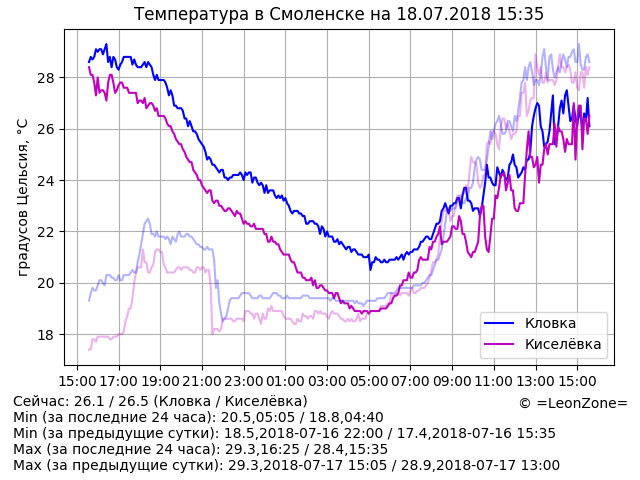 Температура в Смоленске на 18.07.2018 15:35
градусов Цельсия, °C
28
26
24
22
20
18
Кловка
Киселёвка
15:00 17:00 19:00 21:00 23:00 01:00 03:00 05:00 07:00 09:00 11:00 13:00 15:00
Сейчас: 26.1 / 26.5 (Кловка / Киселёвка)
© =LeonZone=
Min (за последние 24 часа): 20.5,05:05 / 18.8,04:40
Min (за предыдущие сутки): 18.5,2018-07-16 22:00 / 17.4,2018-07-16 15:35
Max (за последние 24 часа): 29.3,16:25 / 28.4,15:35
Max (за предыдущие сутки): 29.3,2018-07-17 15:05 / 28.9,2018-07-17 13:00